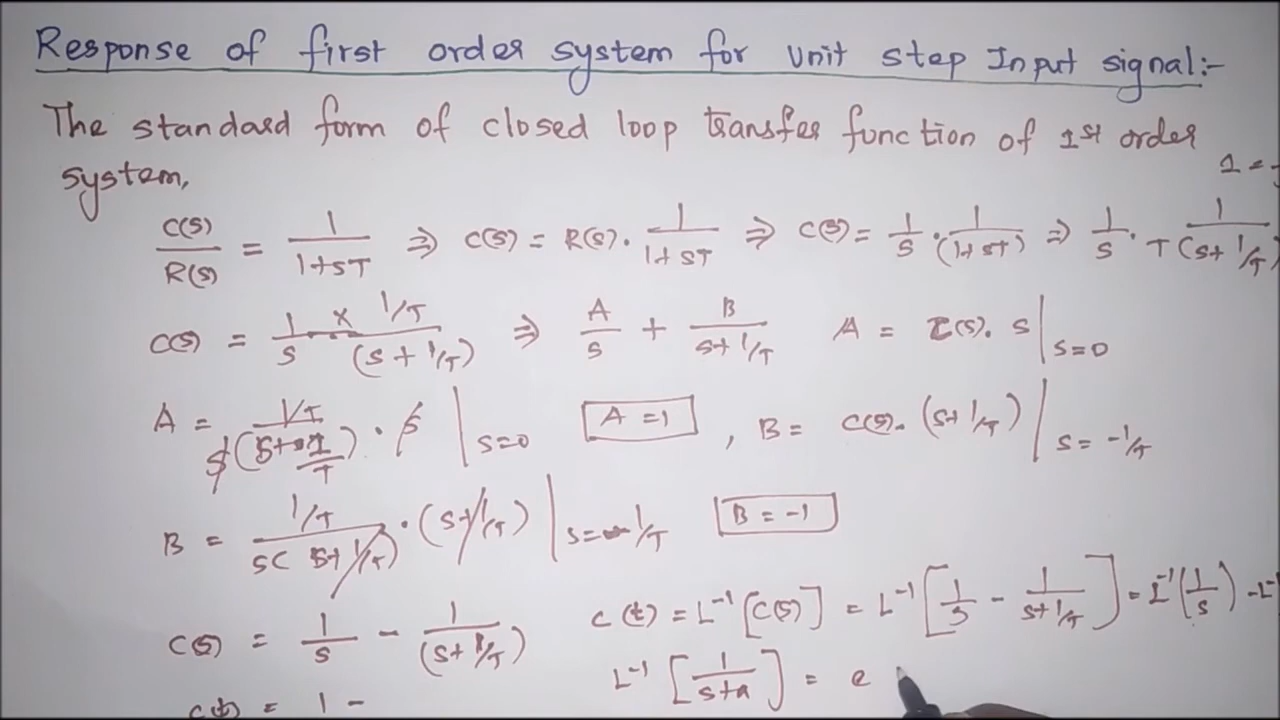 Response of first order system for unit step Input signal:-
The standard form of closed loop transfer function of 1st order
system,
1 =
C(S)/R(S) = 1/1+ST ⇒ C(S) = R(S). 1/1+ST ⇒ C(S) = 1/S . 1/(1+ST) ⇒ 1/S . 1/T(S+1/T)
C(S) = 1/S × 1/T/(S+1/T) ⇒ A/S + B/S+1/T A = C(S). S | S=0
A = 1/T/S(S+1/T) . S | S=0 A=1 , B = C(S). (S+1/T) | S= -1/T
B = 1/T/S(S+1/T) . (S+1/T) | S=-1/T B = -1
C(S) = 1/S - 1/(S+1/T) C(t) = L⁻¹[C(S)] = L⁻¹[1/S - 1/S+1/T] = L⁻¹(1/S) - L⁻¹
L⁻¹[1/S+a] = e
C(t) = 1 -